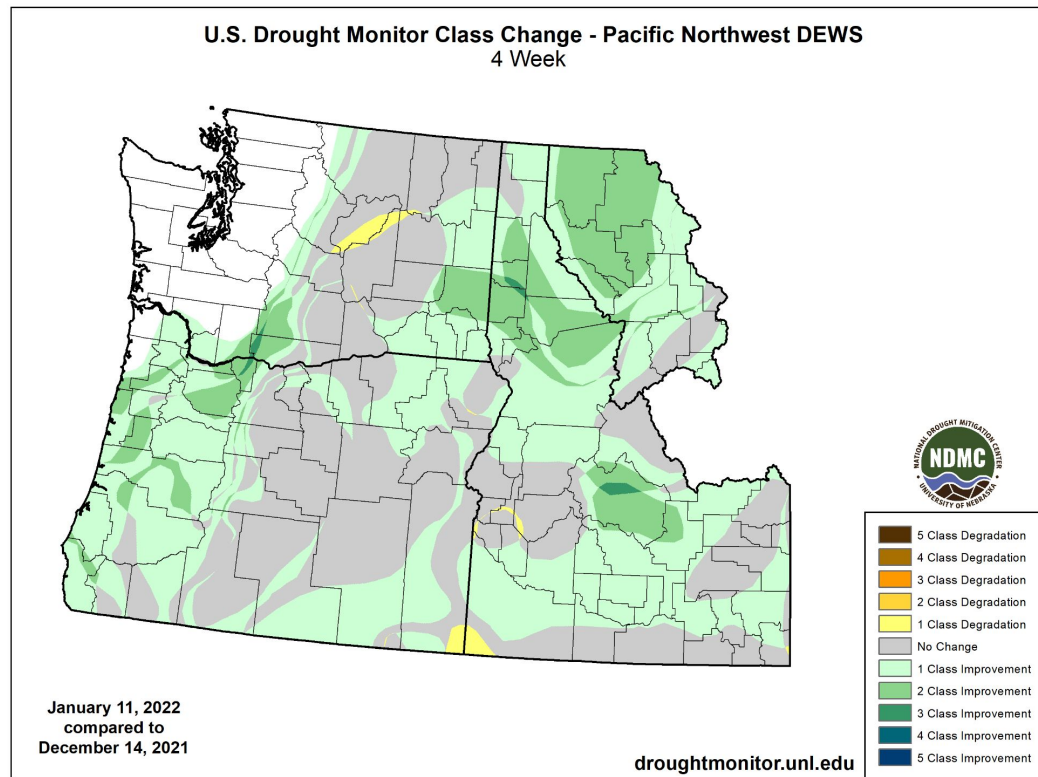 U.S. Drought Monitor Class Change - Pacific Northwest DEWS
4 Week
NATIONAL DROUGHT MITIGATION CENTER
NDMC
UNIVERSITY OF NEBRASKA
5 Class Degradation
4 Class Degradation
3 Class Degradation
2 Class Degradation
1 Class Degradation
No Change
1 Class Improvement
2 Class Improvement
3 Class Improvement
4 Class Improvement
5 Class Improvement
January 11, 2022
compared to
December 14, 2021
droughtmonitor.unl.edu